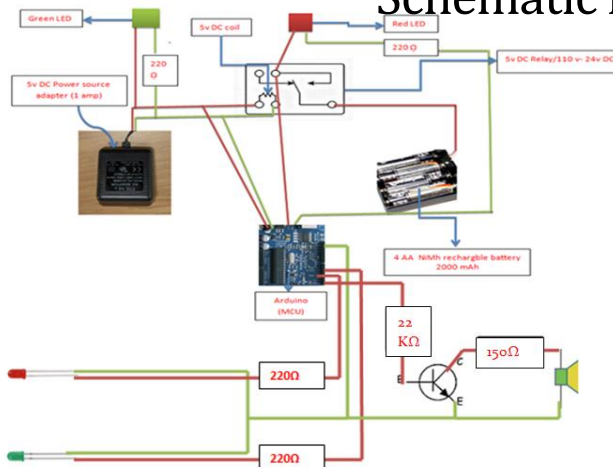 Schematic
Green LED
5v DC coil
Red LED
220
Ω
220 Ω
5v DC Relay/110 v- 24v DC
5v DC Power source
adapter (1 amp)
4 AA NiMh rechargble battery
2000 mAh
Arduino
(MCU)
22
KΩ
150Ω
C
B
E
220Ω
220Ω